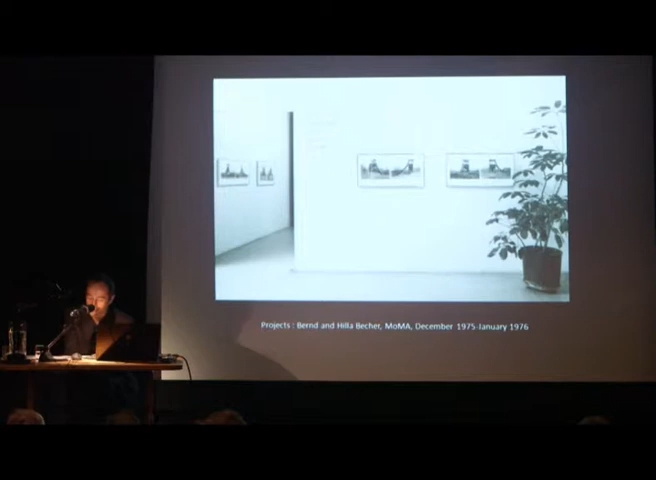 Projects : Bernd and Hilla Becher, MoMA, December 1975-January 1976